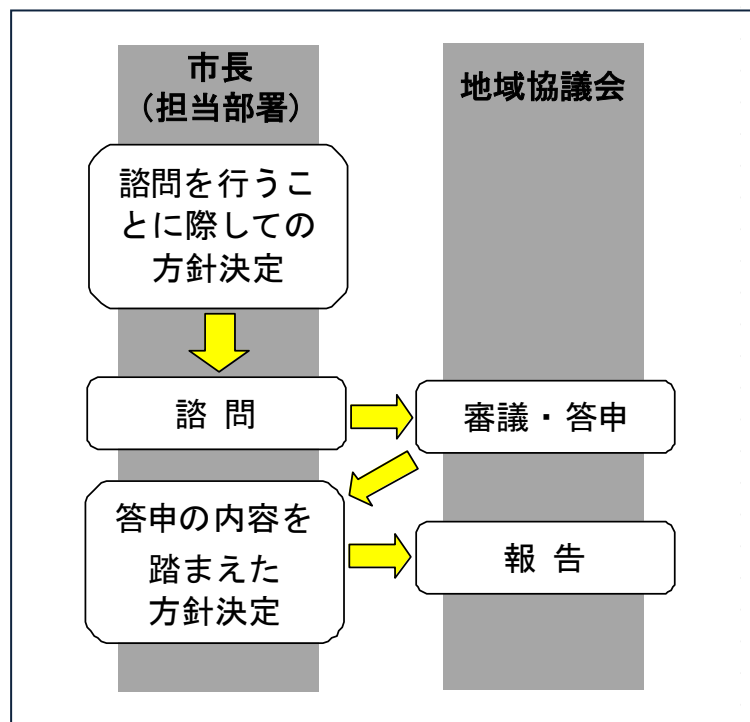 市長
（担当部署）
地域協議会
諮問を行うこ
とに際しての
方針決定
諮 問
審議・答申
答申の内容を
踏まえた
方針決定
報 告